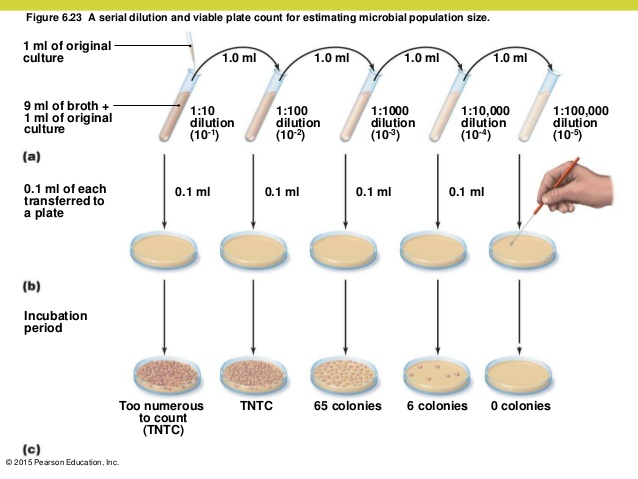 Figure 6.23  A serial dilution and viable plate count for estimating microbial population size.
1 ml of original
culture
1.0 ml
1.0 ml
1.0 ml
1.0 ml
9 ml of broth +
1 ml of original
culture
1:10
dilution
(10-1)
1:100
dilution
(10-2)
1:1000
dilution
(10-3)
1:10,000
dilution
(10-4)
1:100,000
dilution
(10-5)
(a)
0.1 ml of each
transferred to
a plate
0.1 ml
0.1 ml
0.1 ml
0.1 ml
(b)
Incubation
period
Too numerous
to count
(TNTC)
TNTC
65 colonies
6 colonies
0 colonies
(c)
© 2015 Pearson Education, Inc.